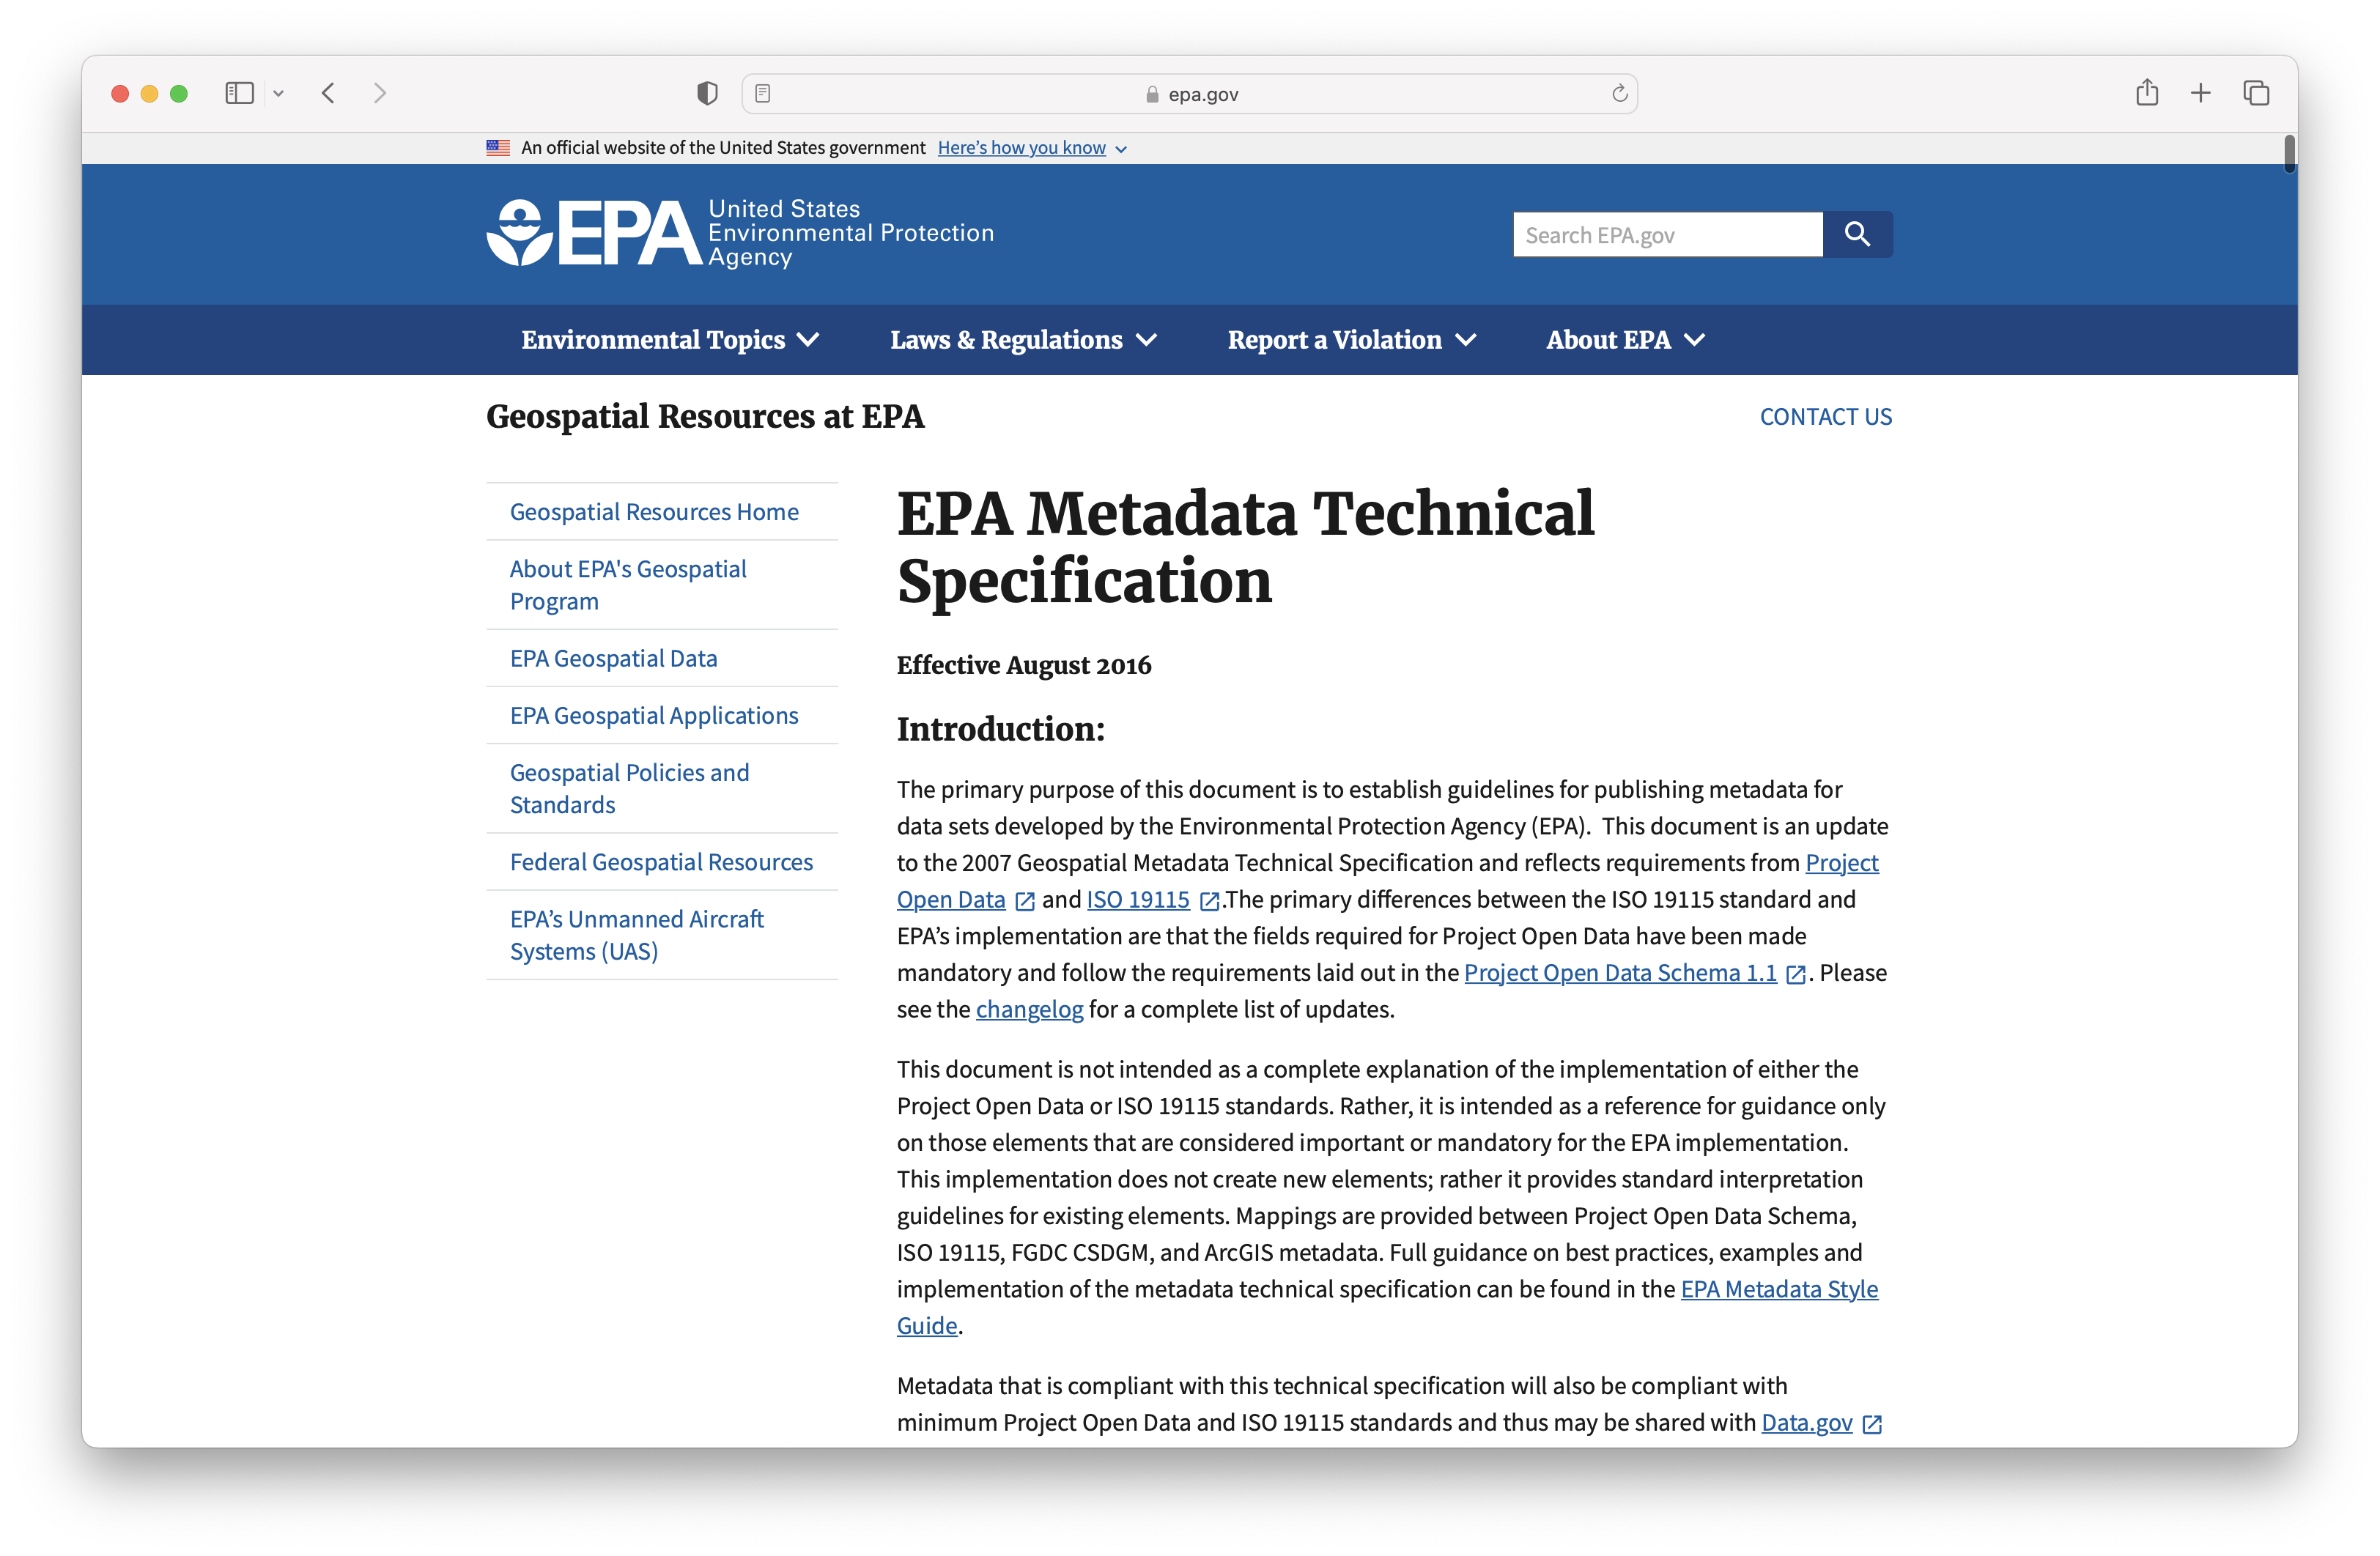 epa.gov
An official website of the United States government Here’s how you know
EPA
United States
Environmental Protection
Agency
Search EPA.gov
Environmental Topics
Laws & Regulations
Report a Violation
About EPA
Geospatial Resources at EPA
CONTACT US
Geospatial Resources Home
About EPA's Geospatial
Program
EPA Geospatial Data
EPA Geospatial Applications
Geospatial Policies and
Standards
Federal Geospatial Resources
EPA’s Unmanned Aircraft
Systems (UAS)
EPA Metadata Technical
Specification
Effective August 2016
Introduction:
The primary purpose of this document is to establish guidelines for publishing metadata for
data sets developed by the Environmental Protection Agency (EPA).  This document is an update
to the 2007 Geospatial Metadata Technical Specification and reflects requirements from Project
Open Data and ISO 19115 .The primary differences between the ISO 19115 standard and
EPA’s implementation are that the fields required for Project Open Data have been made
mandatory and follow the requirements laid out in the Project Open Data Schema 1.1 . Please
see the changelog for a complete list of updates.
This document is not intended as a complete explanation of the implementation of either the
Project Open Data or ISO 19115 standards. Rather, it is intended as a reference for guidance only
on those elements that are considered important or mandatory for the EPA implementation.
This implementation does not create new elements; rather it provides standard interpretation
guidelines for existing elements. Mappings are provided between Project Open Data Schema,
ISO 19115, FGDC CSDGM, and ArcGIS metadata. Full guidance on best practices, examples and
implementation of the metadata technical specification can be found in the EPA Metadata Style
Guide.
Metadata that is compliant with this technical specification will also be compliant with
minimum Project Open Data and ISO 19115 standards and thus may be shared with Data.gov